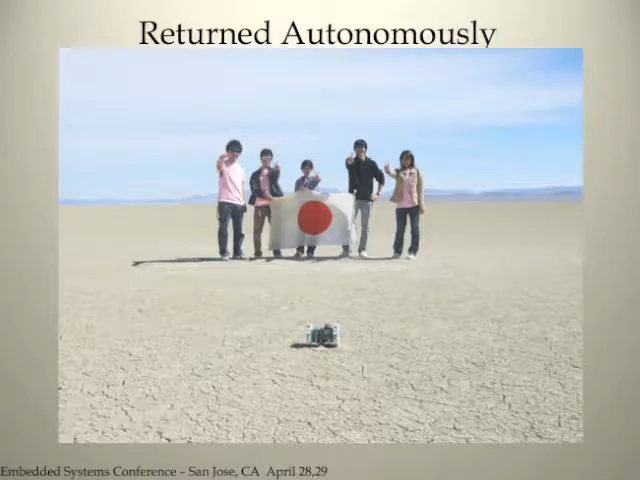 Returned Autonomously
Embedded Systems Conference – San Jose, CA  April 28,29